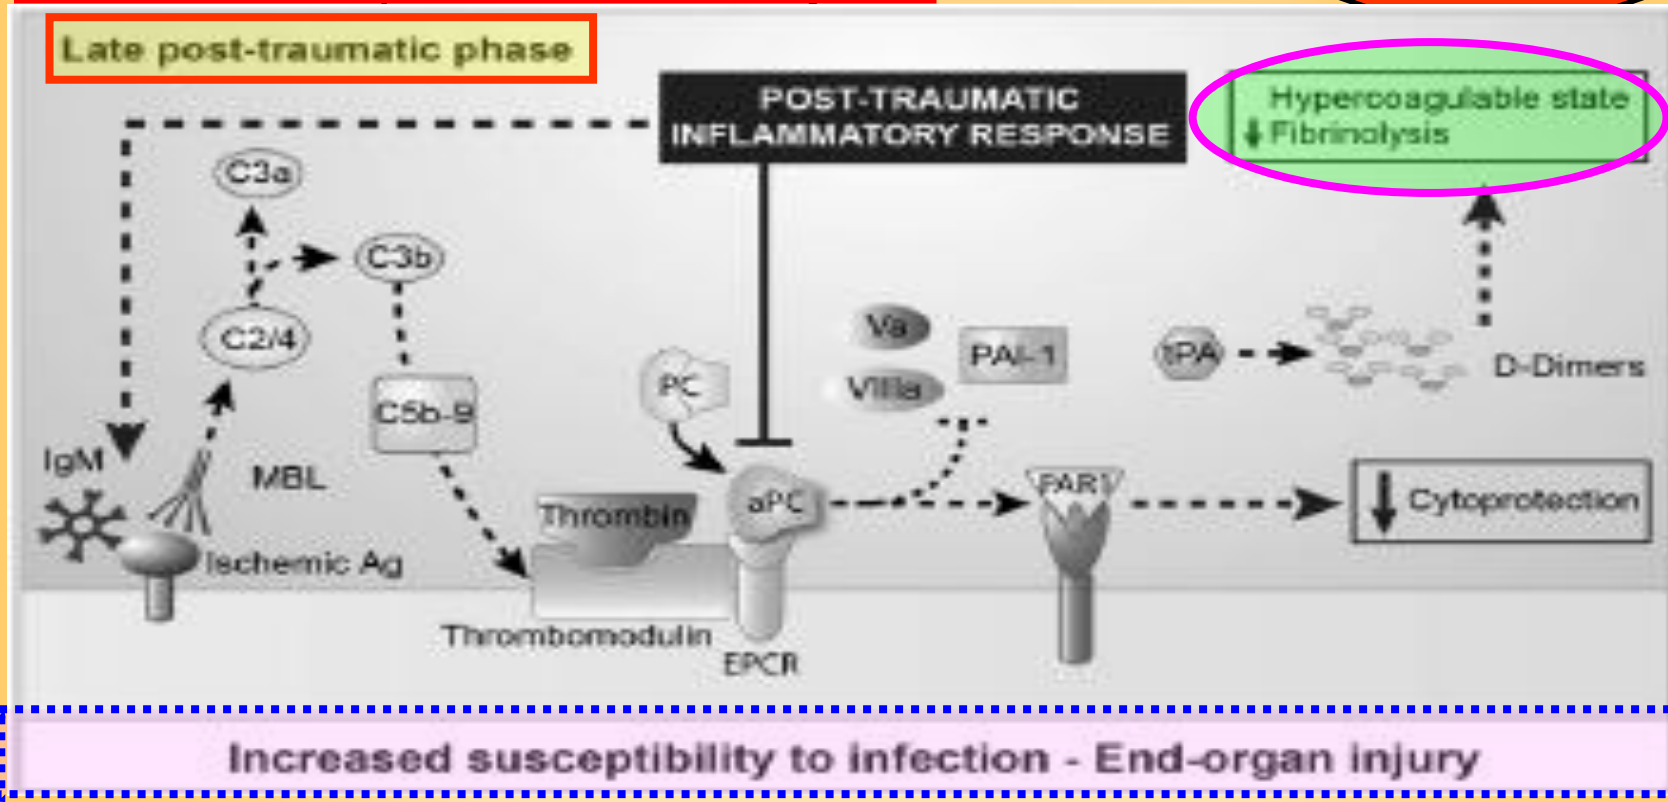 Late post-traumatic phase
POST-TRAUMATIC
INFLAMMATORY RESPONSE
Hypercoagulable state
↓ Fibrinolysis
C3a
C3b
C2/4
C5b-9
IgM
MBL
Ischemic Ag
PC
Va
VIIIa
PAI-1
tPA
D-Dimers
Thrombin
aPC
PAR1
↓ Cytoprotection
Thrombomodulin
EPCR
Increased susceptibility to infection - End-organ injury